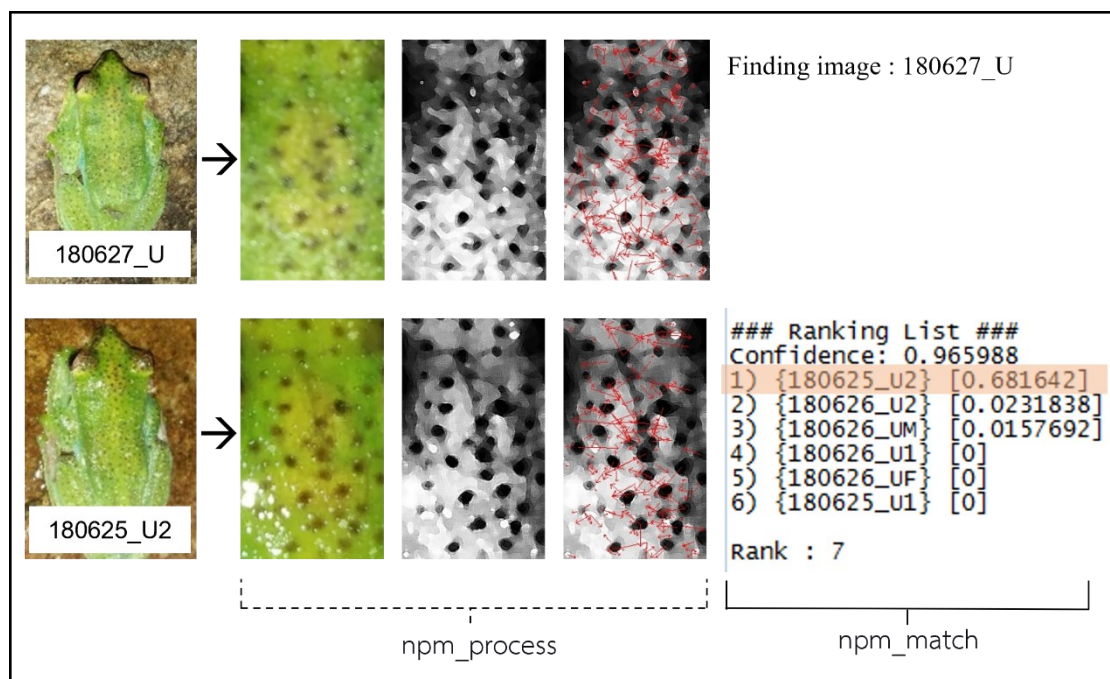 Finding image : 180627_U
180627_U
180625_U2
### Ranking List ###
Confidence: 0.965988
1) {180625_U2} [0.681642]
2) {180626_U2} [0.0231838]
3) {180626_UM} [0.0157692]
4) {180626_U1} [0]
5) {180626_UF} [0]
6) {180625_U1} [0]
Rank : 7
npm_process
npm_match